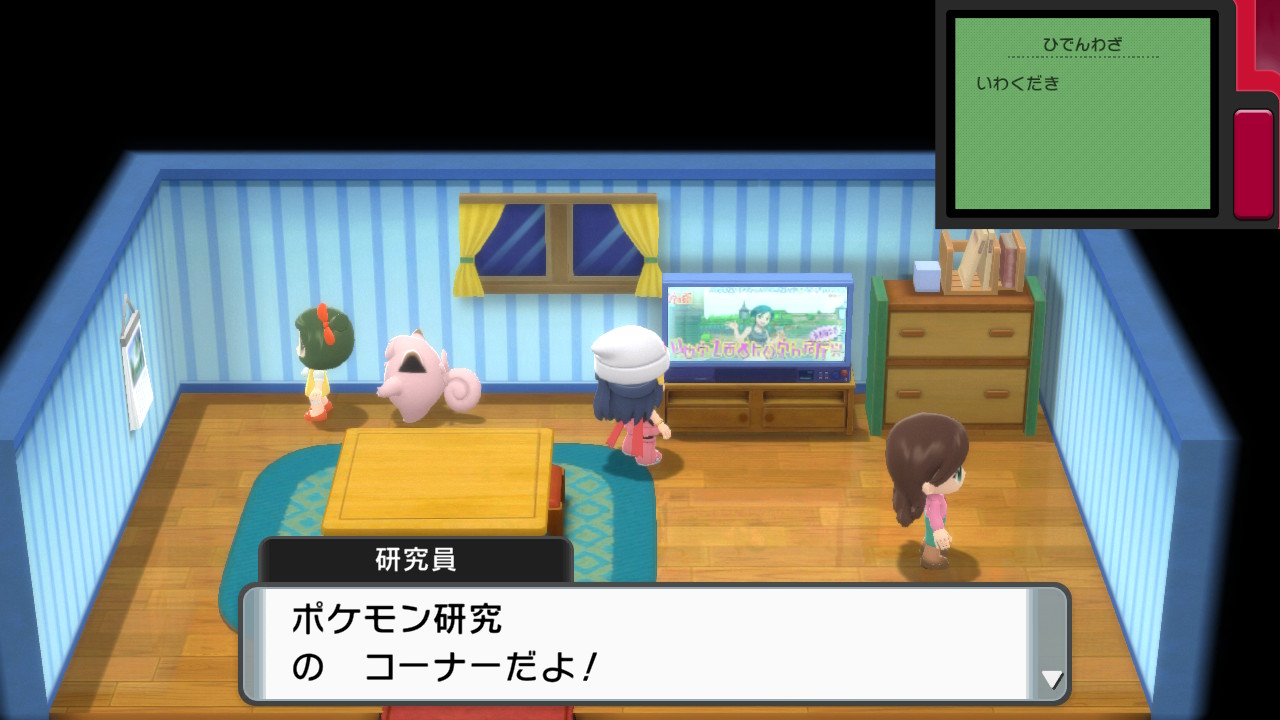 ひでんわざ
いわくだき
研究員
ポケモン研究
の　コーナーだよ!